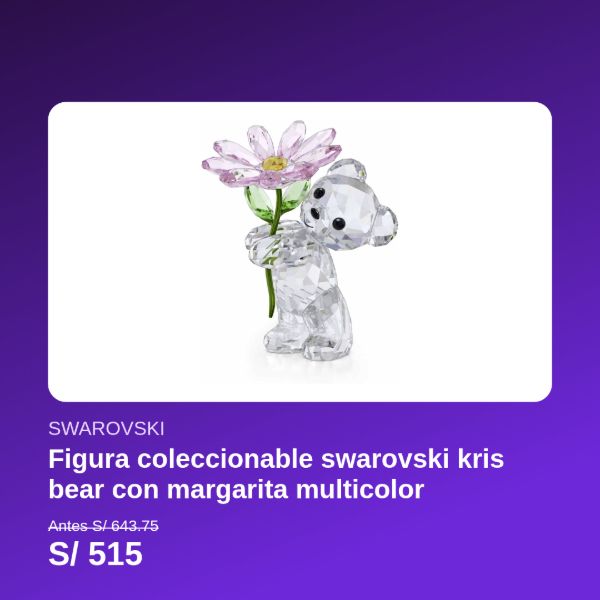 SWAROVSKI
Figura coleccionable swarovski kris
bear con margarita multicolor
Antes S/ 643.75
S/ 515